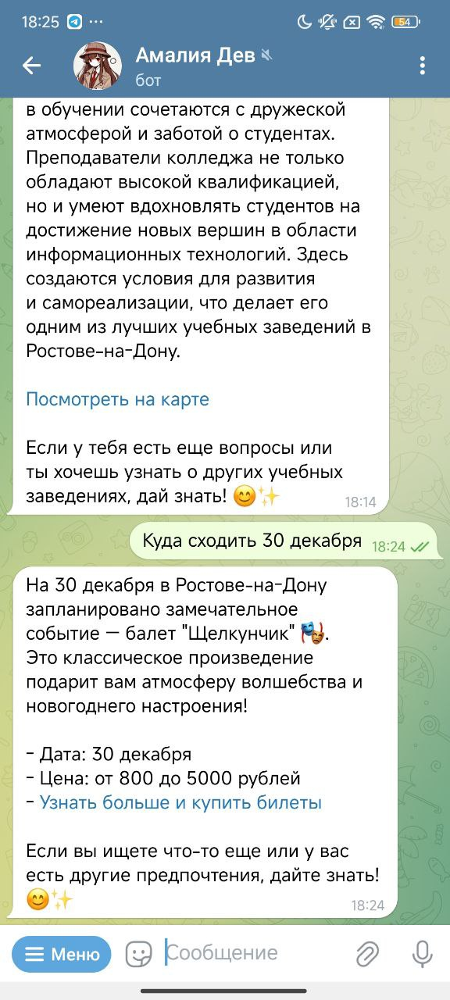 18:25 ...
54
Амалия Дев
бот
в обучении сочетаются с дружеской
атмосферой и заботой о студентах.
Преподаватели колледжа не только
обладают высокой квалификацией,
но и умеют вдохновлять студентов на
достижение новых вершин в области
информационных технологий. Здесь
создаются условия для развития
и самореализации, что делает его
одним из лучших учебных заведений в
Ростове-на-Дону.
Посмотреть на карте
Если у тебя есть еще вопросы или
ты хочешь узнать о других учебных
заведениях, дай знать! 😊✨
18:14
Куда сходить 30 декабря 18:24
На 30 декабря в Ростове-на-Дону
запланировано замечательное
событие — балет "Щелкунчик" 🎭.
Это классическое произведение
подарит вам атмосферу волшебства и
новогоднего настроения!
- Дата: 30 декабря
- Цена: от 800 до 5000 рублей
- Узнать больше и купить билеты
Если вы ищете что-то еще или у вас
есть другие предпочтения, дайте знать!
😊✨
18:24
Меню
Сообщение